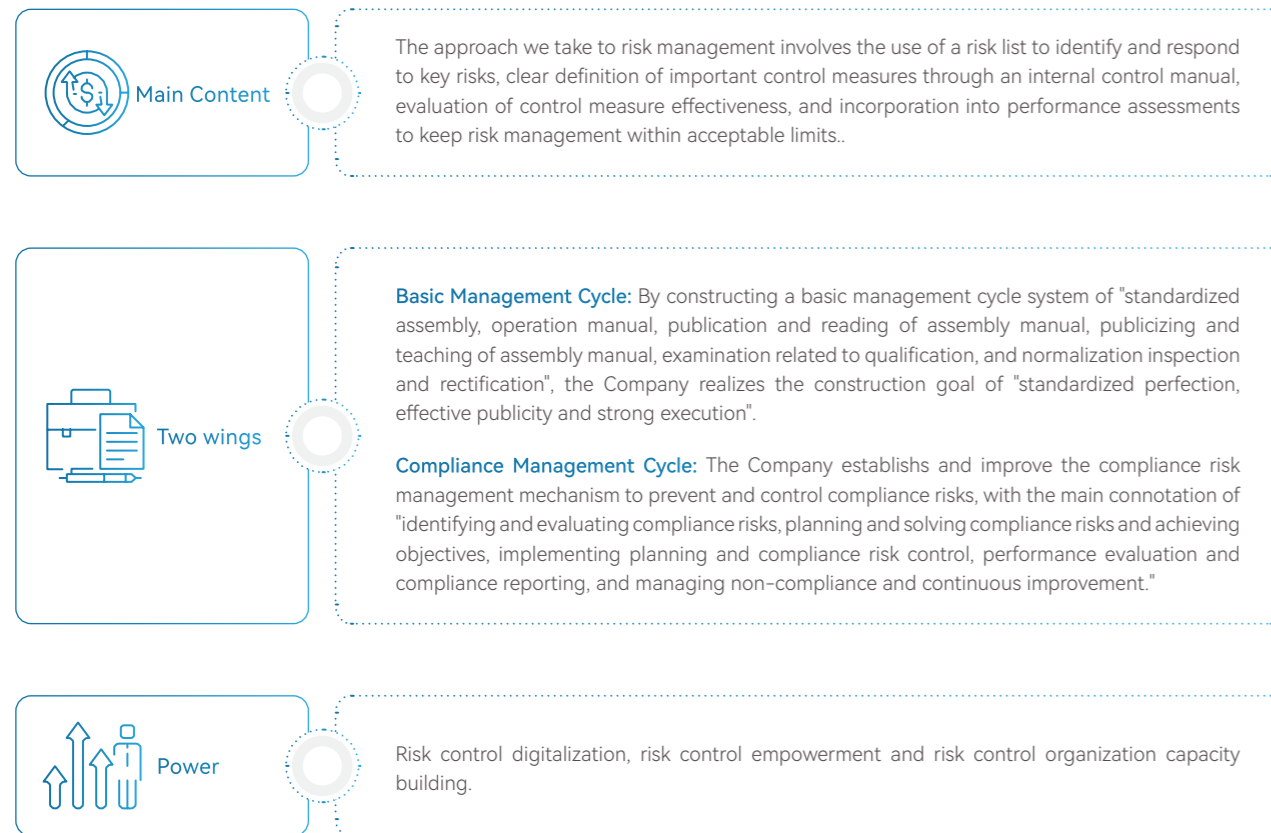 Main Content
The approach we take to risk management involves the use of a risk list to identify and respond
to key risks, clear definition of important control measures through an internal control manual,
evaluation of control measure effectiveness, and incorporation into performance assessments
to keep risk management within acceptable limits..
Two wings
Basic Management Cycle: By constructing a basic management cycle system of "standardized
assembly, operation manual, publication and reading of assembly manual, publicizing and
teaching of assembly manual, examination related to qualification, and normalization inspection
and rectification", the Company realizes the construction goal of "standardized perfection,
effective publicity and strong execution".
Compliance Management Cycle: The Company establishs and improve the compliance risk
management mechanism to prevent and control compliance risks, with the main connotation of
"identifying and evaluating compliance risks, planning and solving compliance risks and achieving
objectives, implementing planning and compliance risk control, performance evaluation and
compliance reporting, and managing non-compliance and continuous improvement."
Power
Risk control digitalization, risk control empowerment and risk control organization capacity
building.